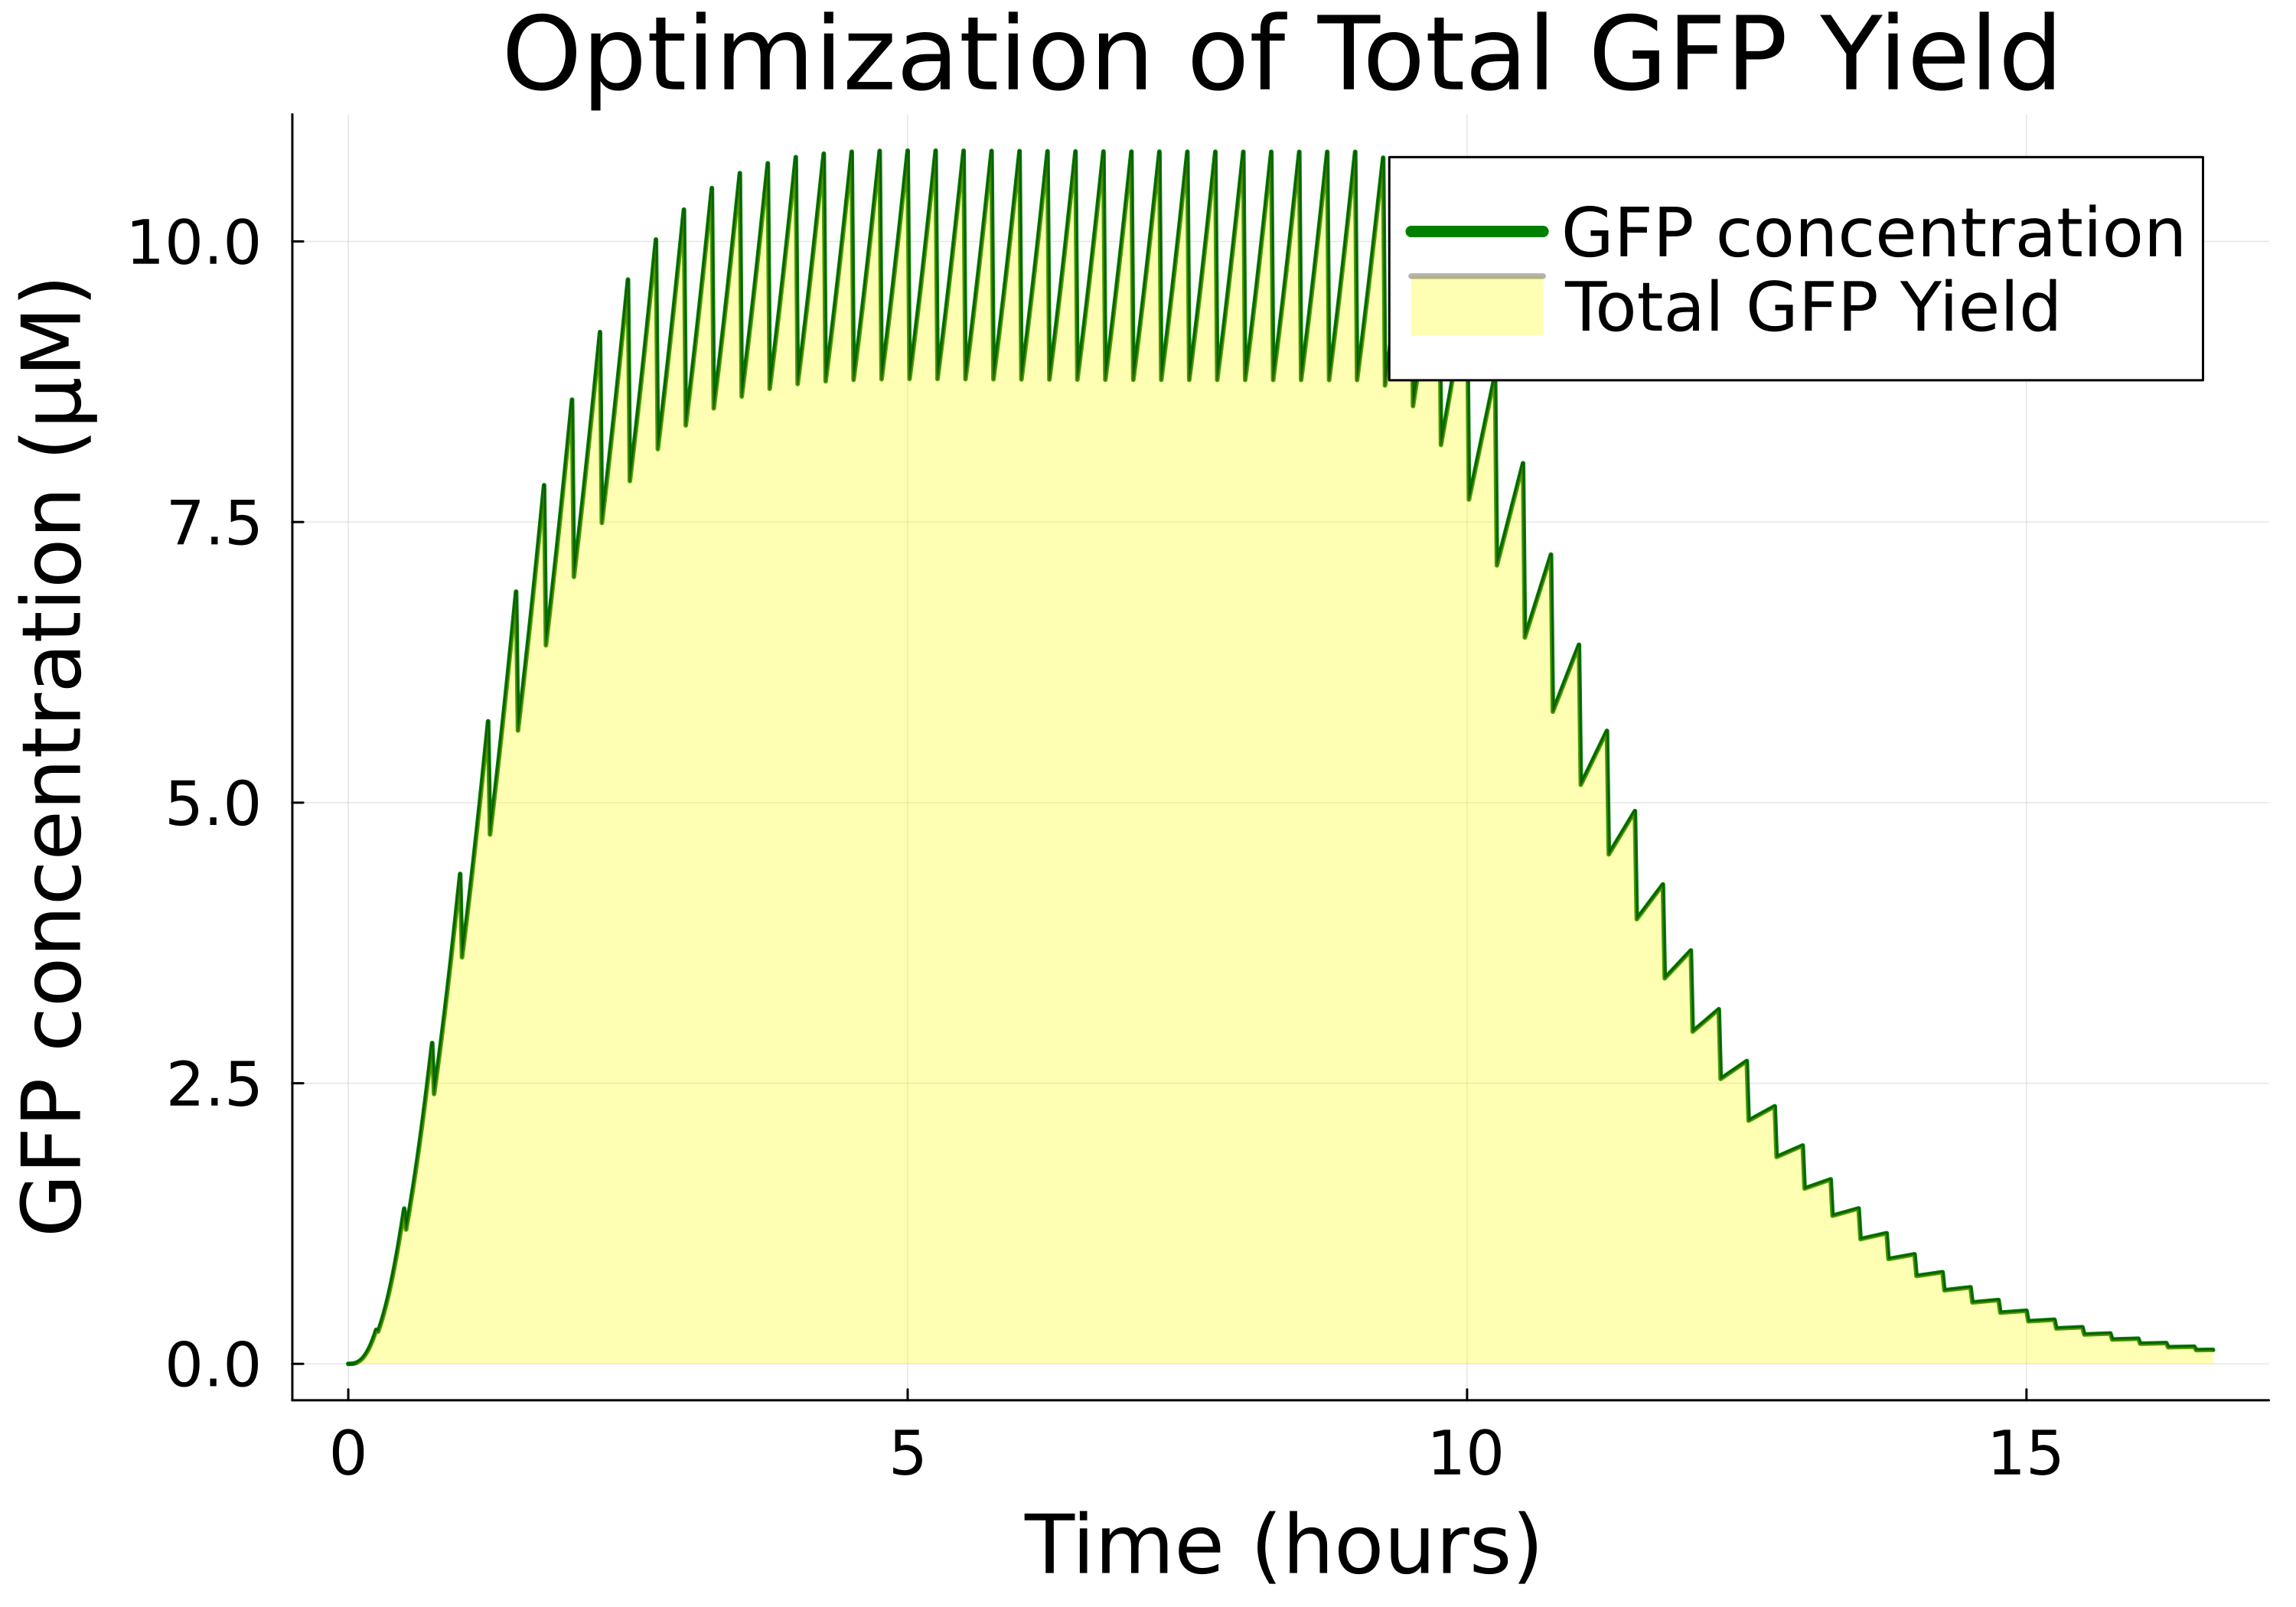 Optimization of Total GFP Yield
GFP concentration (μM)
10.0
7.5
5.0
2.5
0.0
GFP concentration
Total GFP Yield
0
5
10
15
Time (hours)